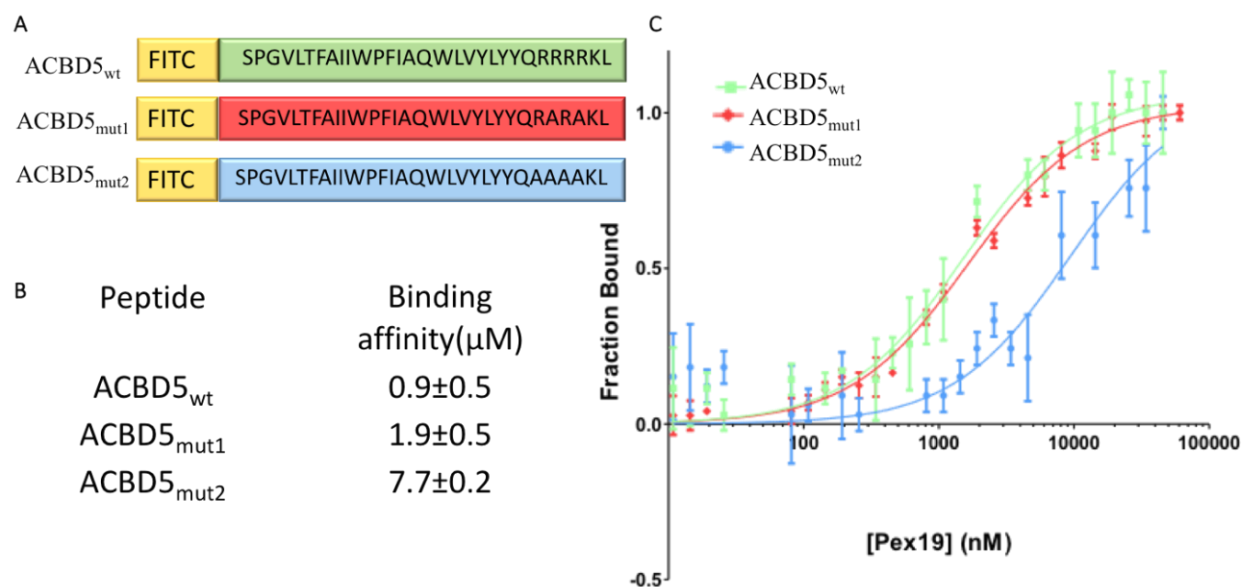 A
ACBD5wt
FITC
SPGVLTFAIIWPFIAQWLVYLYYQRRRRKL
ACBD5mut1
FITC
SPGVLTFAIIWPFIAQWLVYLYYQRARAKL
ACBD5mut2
FITC
SPGVLTFAIIWPFIAQWLVYLYYQAAAAKL
B
Peptide
Binding
affinity(μM)
ACBD5wt
0.9±0.5
ACBD5mut1
1.9±0.5
ACBD5mut2
7.7±0.2
C
ACBD5wt
ACBD5mut1
ACBD5mut2
Fraction Bound
1.0
0.5
0.0
-0.5
100
1000
10000
100000
[Pex19] (nM)